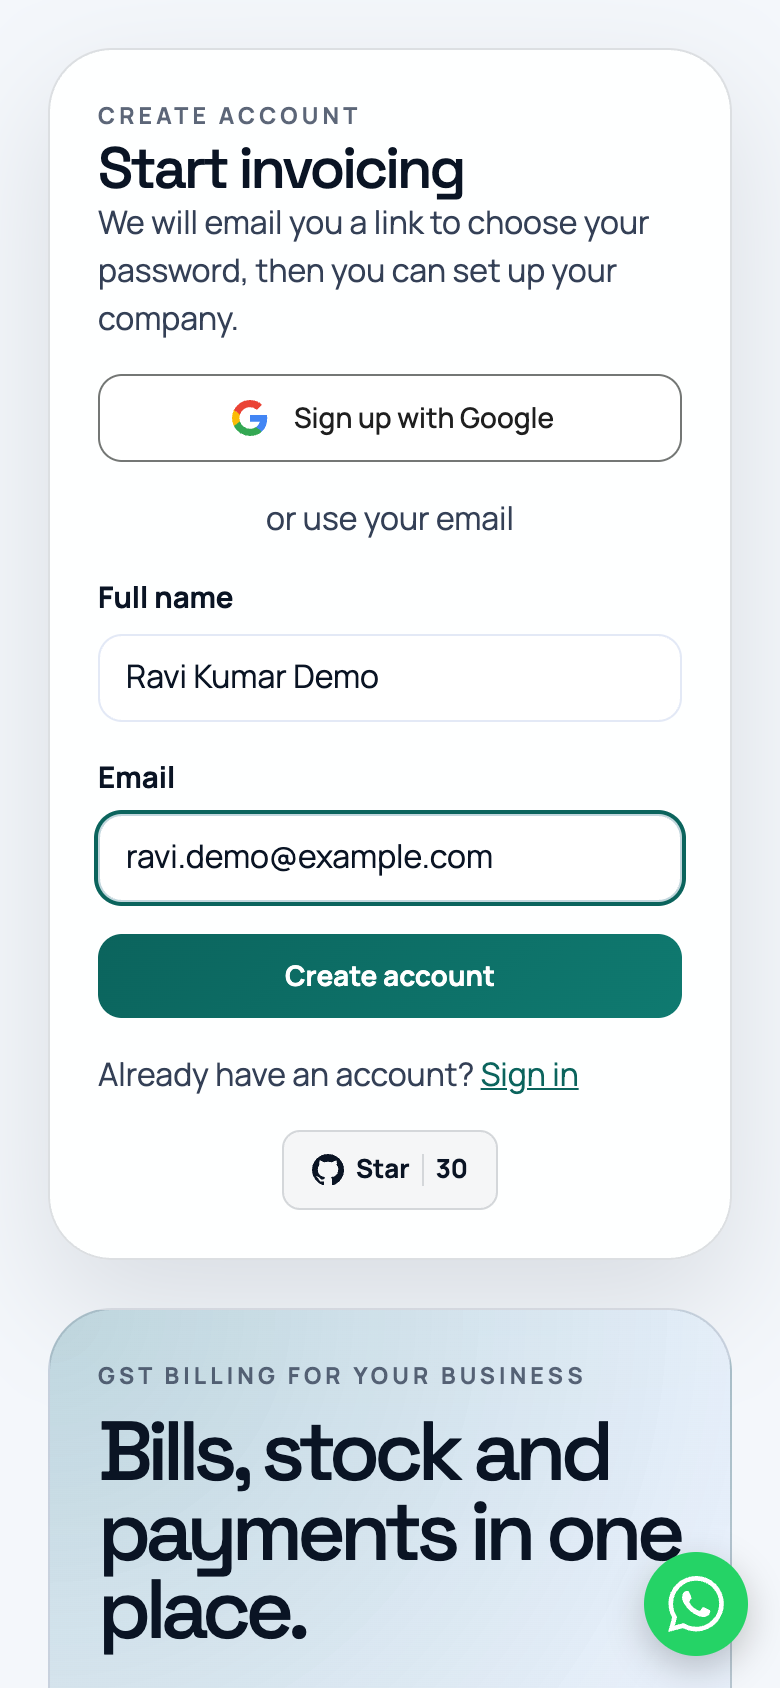 CREATE ACCOUNT
Start invoicing
We will email you a link to choose your
password, then you can set up your
company.
Sign up with Google
or use your email
Full name
Ravi Kumar Demo
Email
ravi.demo@example.com
Create account
Already have an account? Sign in
Star 30
GST BILLING FOR YOUR BUSINESS
Bills, stock and
payments in one
place.